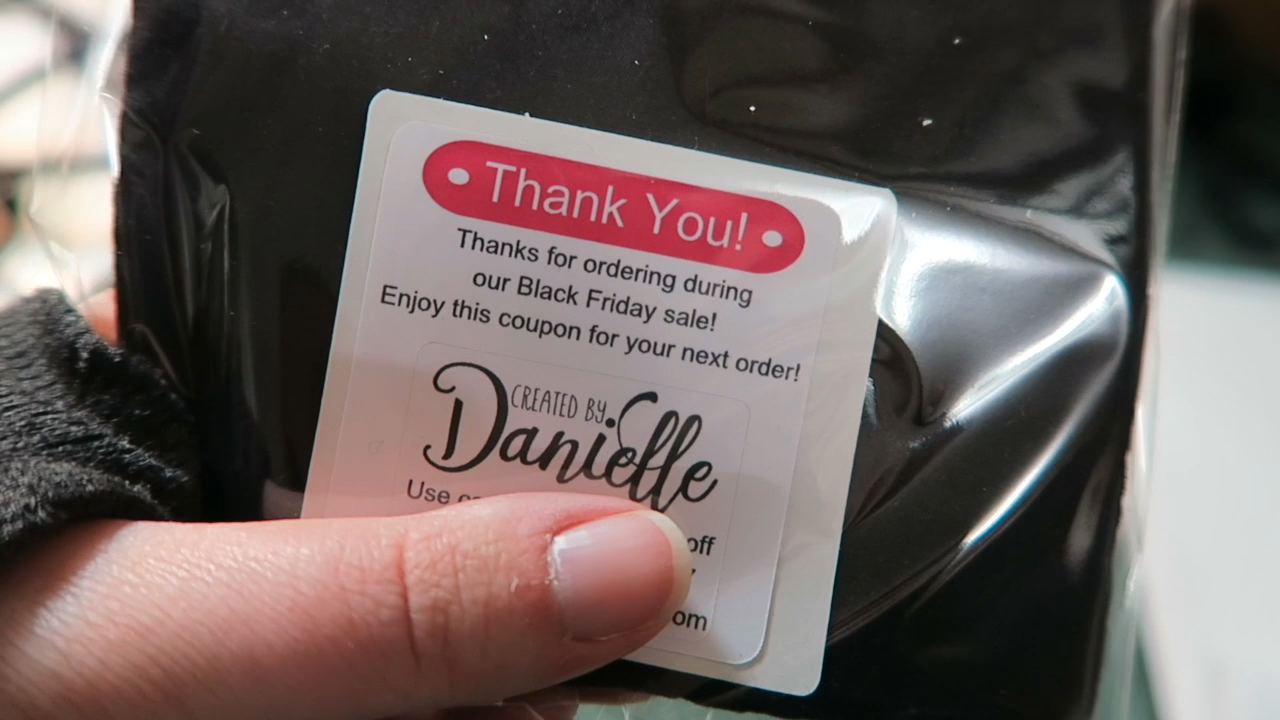 Thank You!
Thanks for ordering during
our Black Friday sale!
Enjoy this coupon for your next order!
CREATED BY
Danielle
Use
off
om